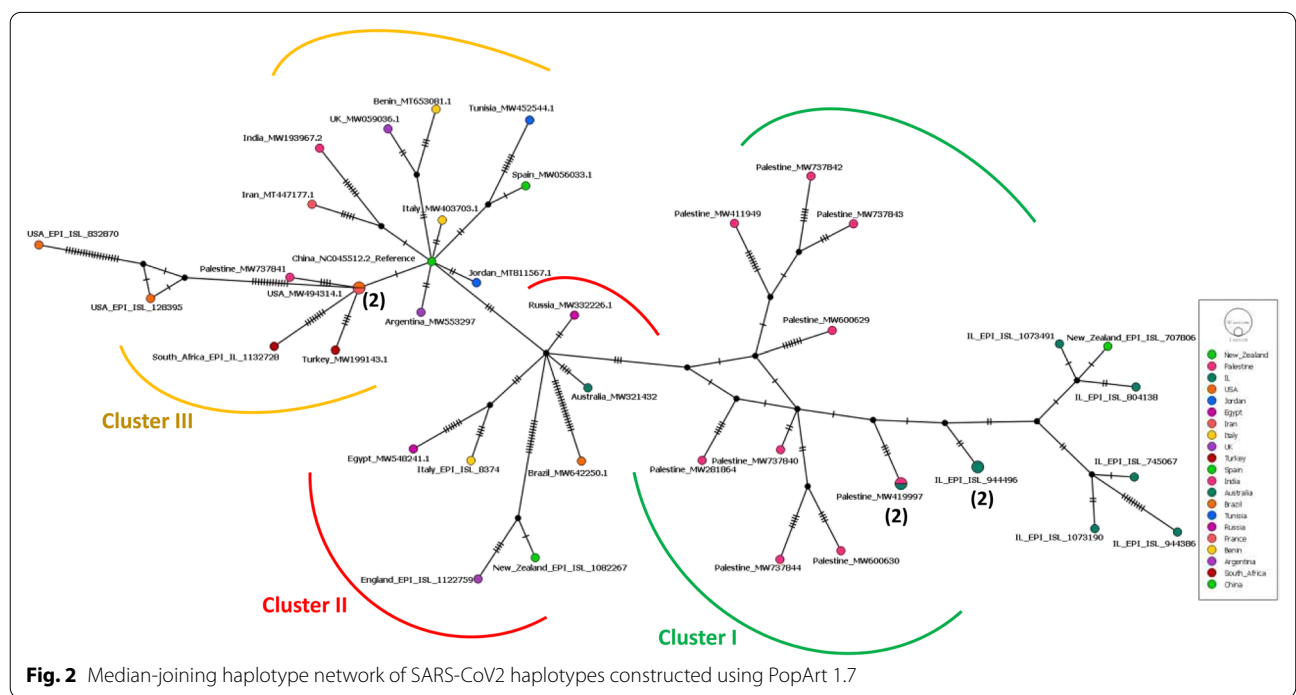 Benin_MT653081.1
Tunisia_MW452544.1
UK_MW059036.1
India_MW193967.2
Spain_MW056033.1
Iran_MT447177.1
Italy_MW403703.1
USA_EPI_ISL_832870
China_NC045512.2_Reference
Palestine_MW737841
Jordan_MT811567.1
USA_MW494314.1
(2)
USA_EPI_ISL_128395
Argentina_MW553297
South_Africa_EPI_IL_1132728
Turkey_MW199143.1
Cluster III
Russia_MW332226.1
Australia_MW321432
Egypt_MW548241.1
Italy_EPI_ISL_8374
Brazil_MW642250.1
New_Zealand_EPI_ISL_1082267
England_EPI_ISL_1122759
Cluster II
Palestine_MW737842
Palestine_MW411949
Palestine_MW737843
Palestine_MW600629
IL_EPI_ISL_1073491
New_Zealand_EPI_ISL_707806
IL_EPI_ISL_804138
Palestine_MW281864
Palestine_MW737840
Palestine_MW419997
(2)
IL_EPI_ISL_944496
(2)
IL_EPI_ISL_745067
IL_EPI_ISL_1073190
IL_EPI_ISL_944386
Palestine_MW737844
Palestine_MW600630
Cluster I
New_Zealand
Palestine
IL
USA
Jordan
Egypt
Iran
Italy
UK
Turkey
Spain
India
Australia
Brazil
Tunisia
Russia
France
Benin
Argentina
South_Africa
China
Fig. 2 Median-joining haplotype network of SARS-CoV2 haplotypes constructed using PopArt 1.7